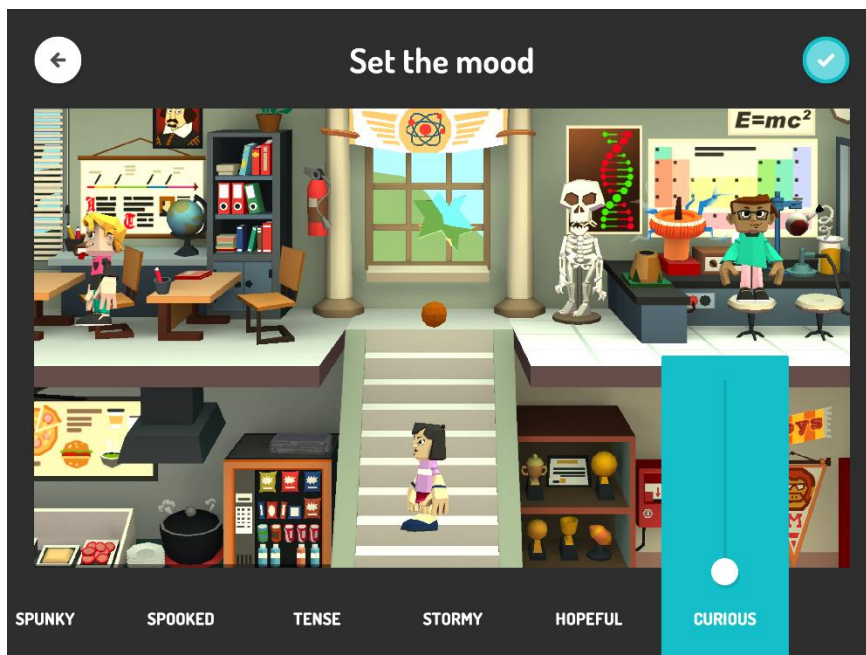 Set the mood
E=mc²
SPUNKY
SPOOKED
TENSE
STORMY
HOPEFUL
CURIOUS